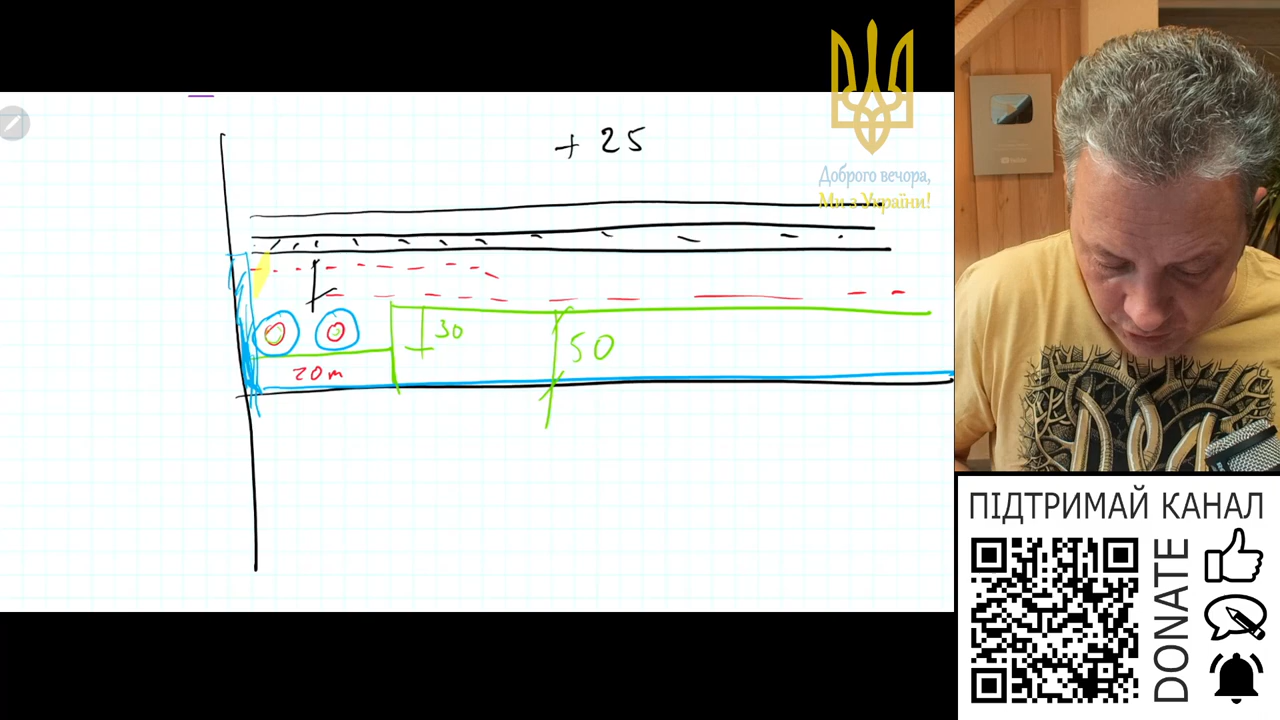 + 25
Доброго вечора,
Ми з України!
30
50
20m
ПІДТРИМАЙ КАНАЛ
DONATE